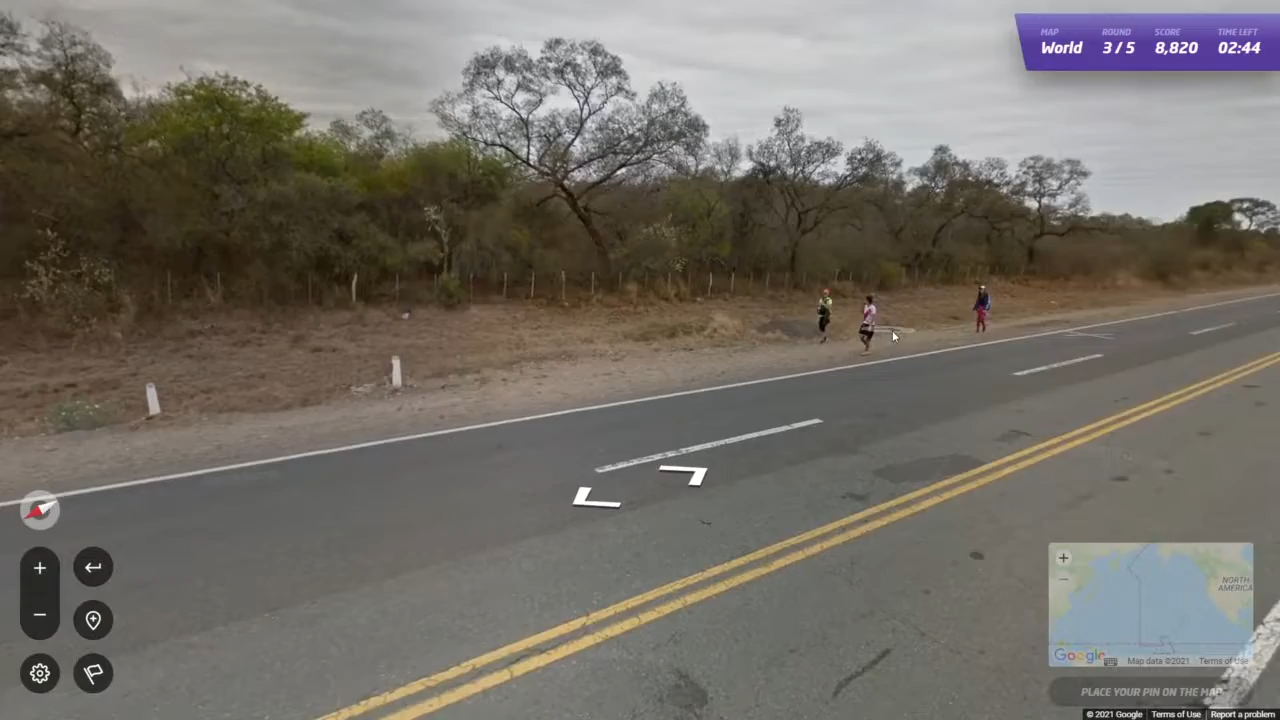 MAP ROUND SCORE TIME LEFT
World 3 / 5 8,820 02:44
NORTH
AMERICA
Google
Map data ©2021 Terms of Use
PLACE YOUR PIN ON THE MAP
© 2021 Google Terms of Use Report a problem